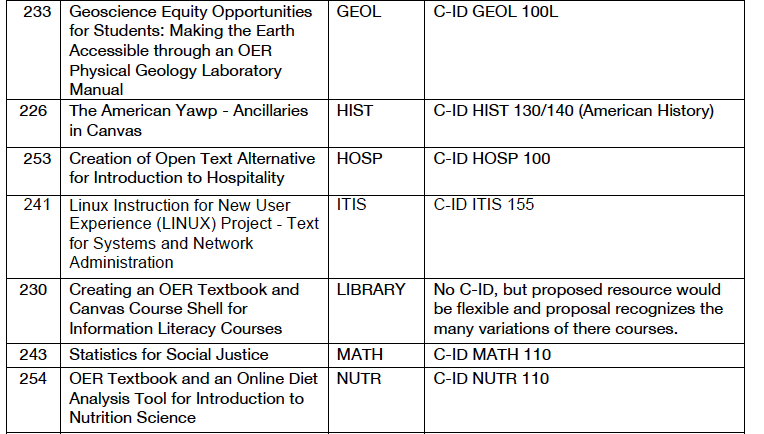 233 Geoscience Equity Opportunities GEOL C-ID GEOL 100L
for Students: Making the Earth
Accessible through an OER
Physical Geology Laboratory
Manual
226 The American Yawp - Ancillaries HIST C-ID HIST 130/140 (American History)
in Canvas
253 Creation of Open Text Alternative HOSP C-ID HOSP 100
for Introduction to Hospitality
241 Linux Instruction for New User ITIS C-ID ITIS 155
Experience (LINUX) Project - Text
for Systems and Network
Administration
230 Creating an OER Textbook and LIBRARY No C-ID, but proposed resource would
Canvas Course Shell for be flexible and proposal recognizes the
Information Literacy Courses many variations of there courses.
243 Statistics for Social Justice MATH C-ID MATH 110
254 OER Textbook and an Online Diet NUTR C-ID NUTR 110
Analysis Tool for Introduction to
Nutrition Science